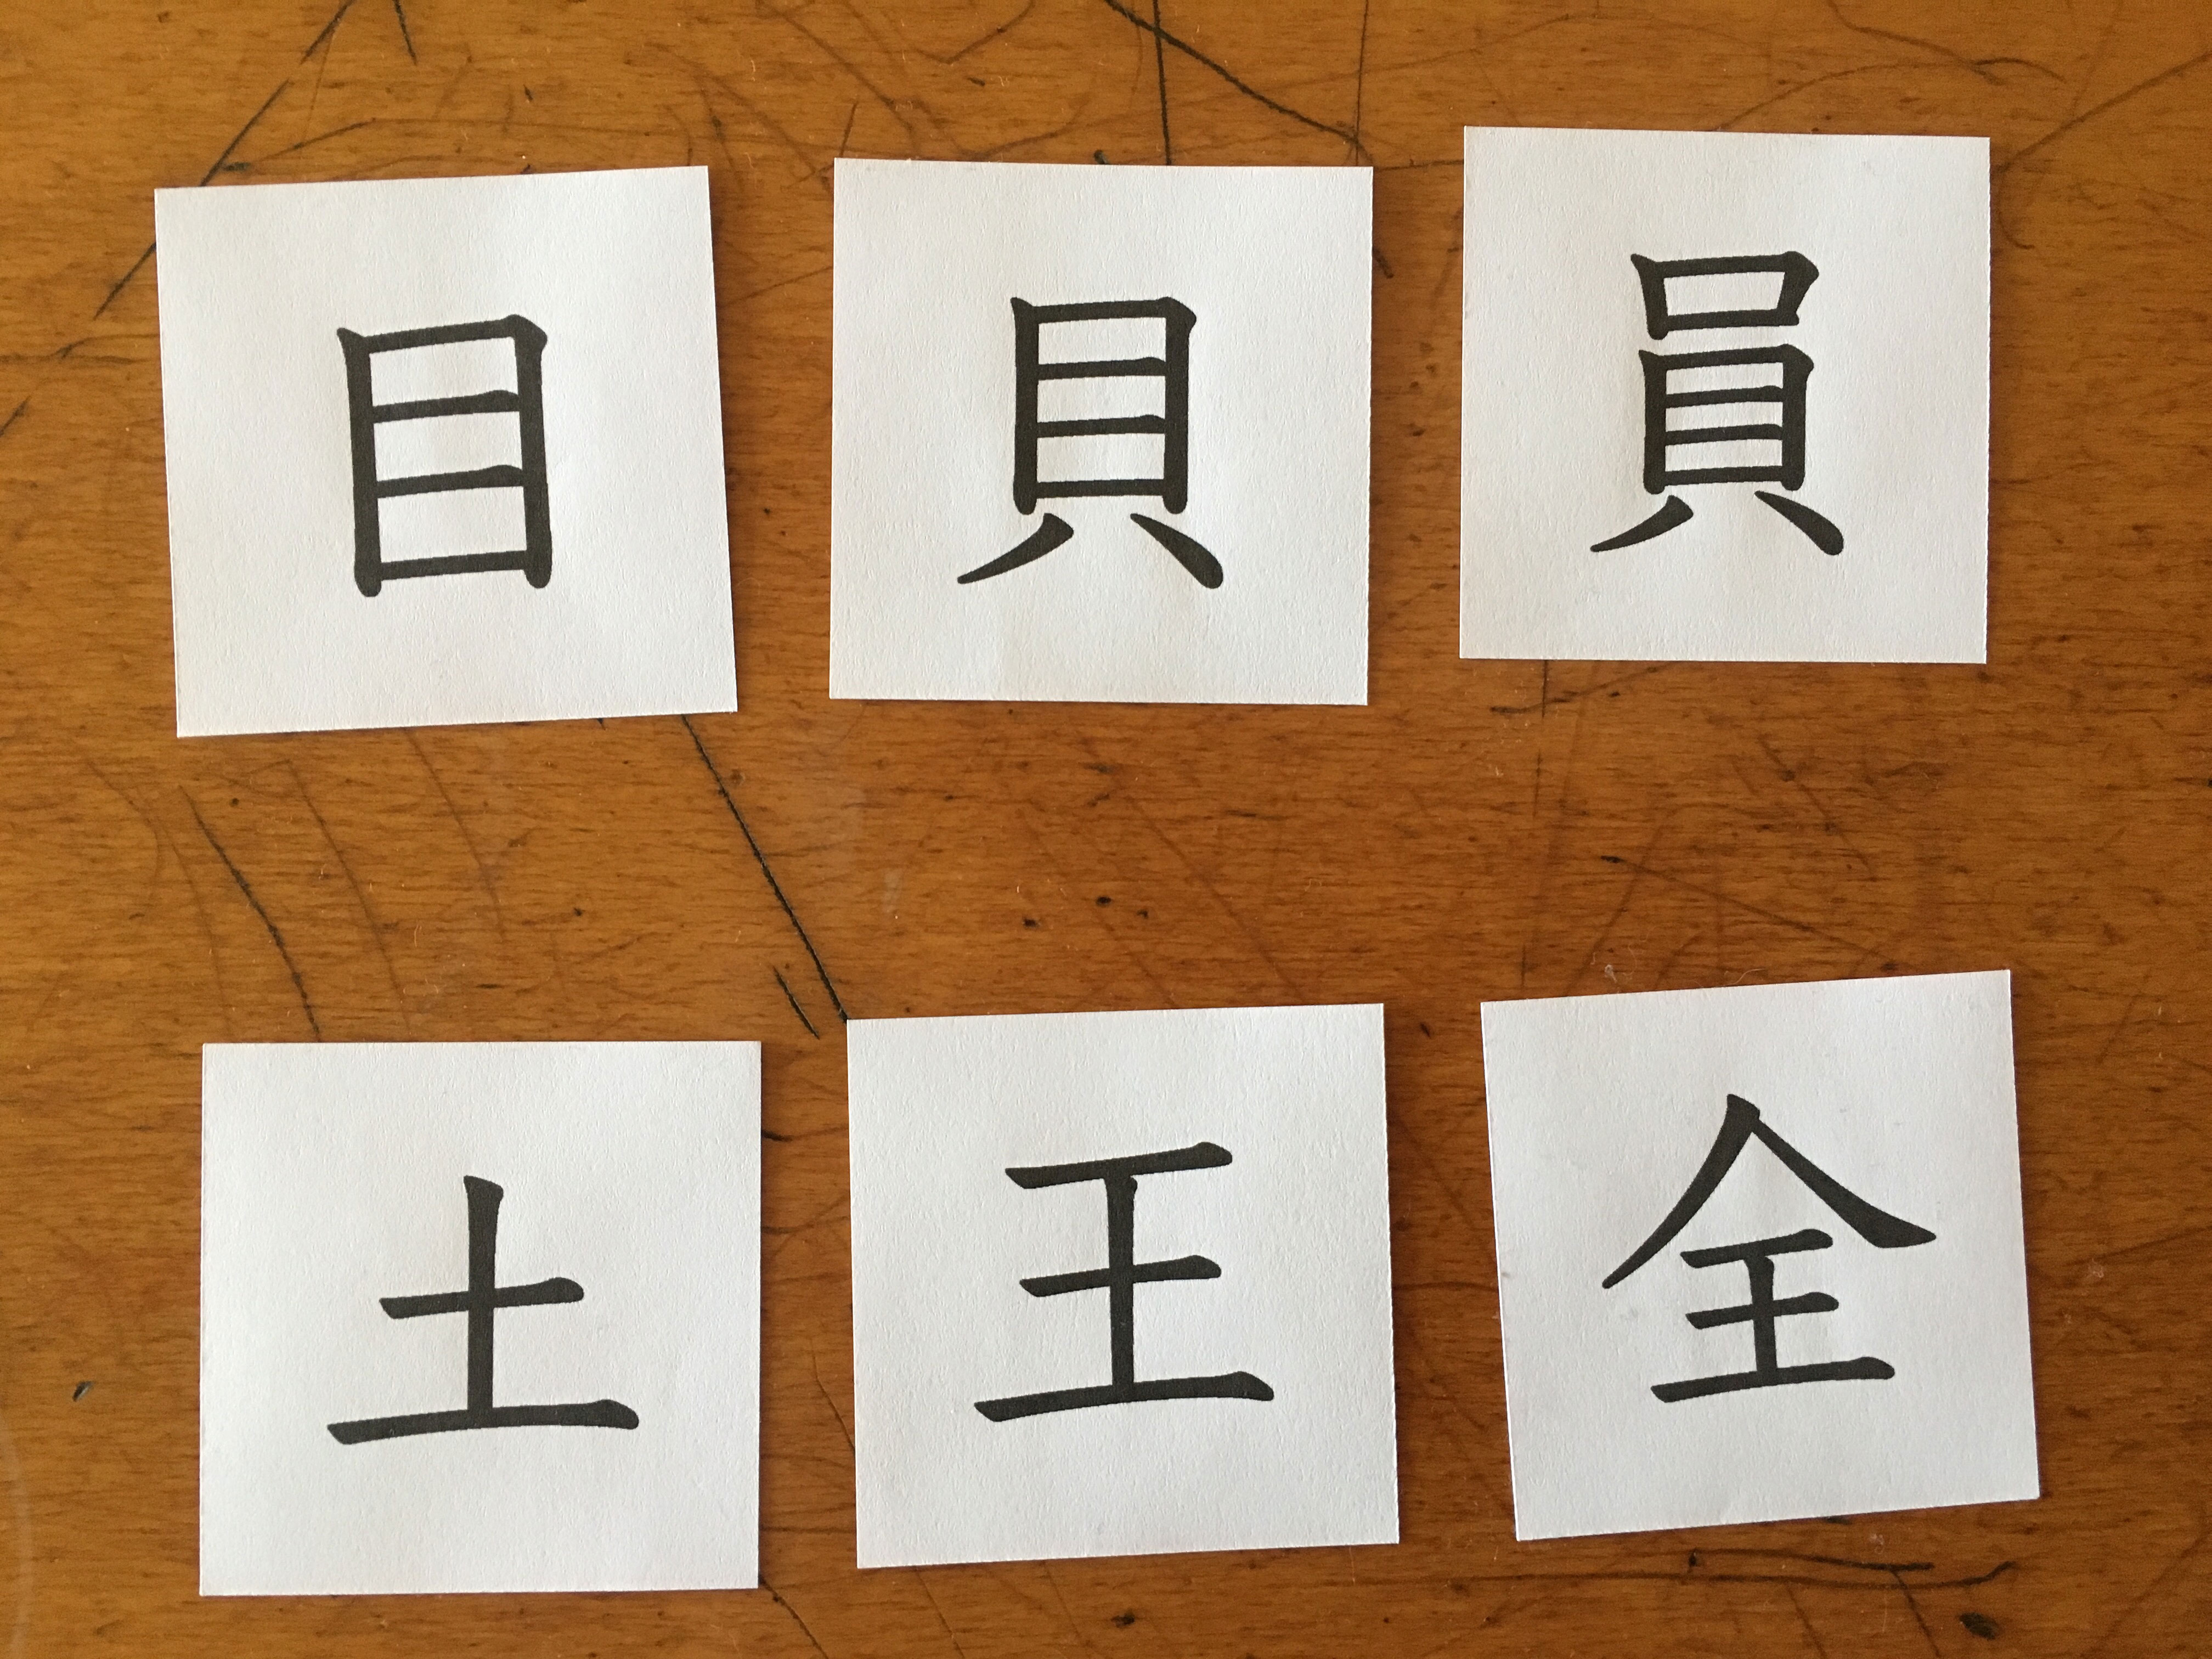 目 貝 員
土 王 全